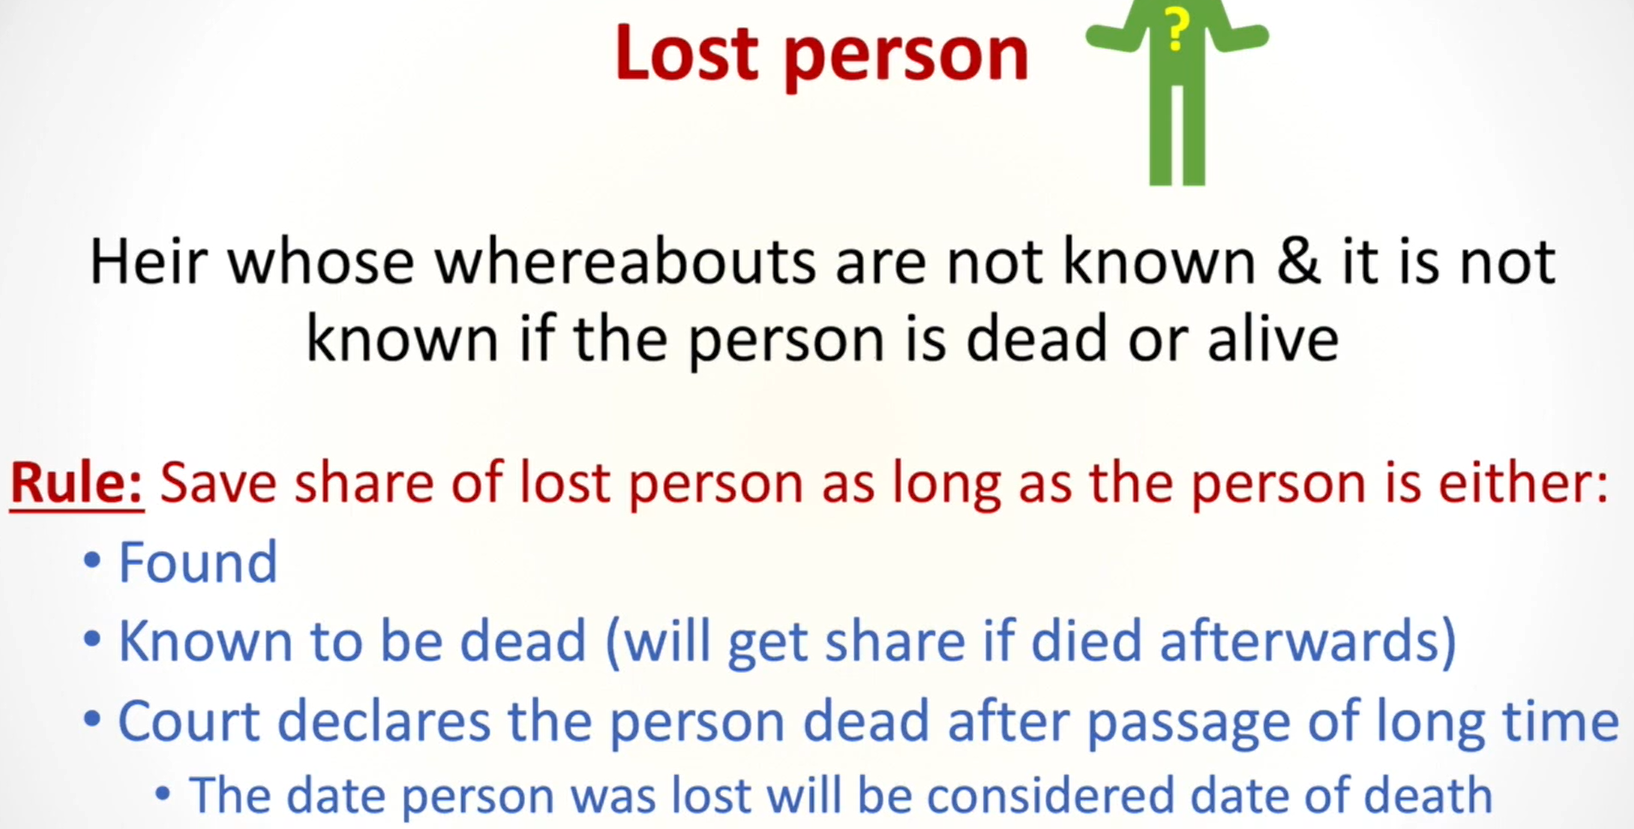 Lost person
?
Heir whose whereabouts are not known & it is not
known if the person is dead or alive
Rule: Save share of lost person as long as the person is either:
• Found
• Known to be dead (will get share if died afterwards)
• Court declares the person dead after passage of long time
• The date person was lost will be considered date of death